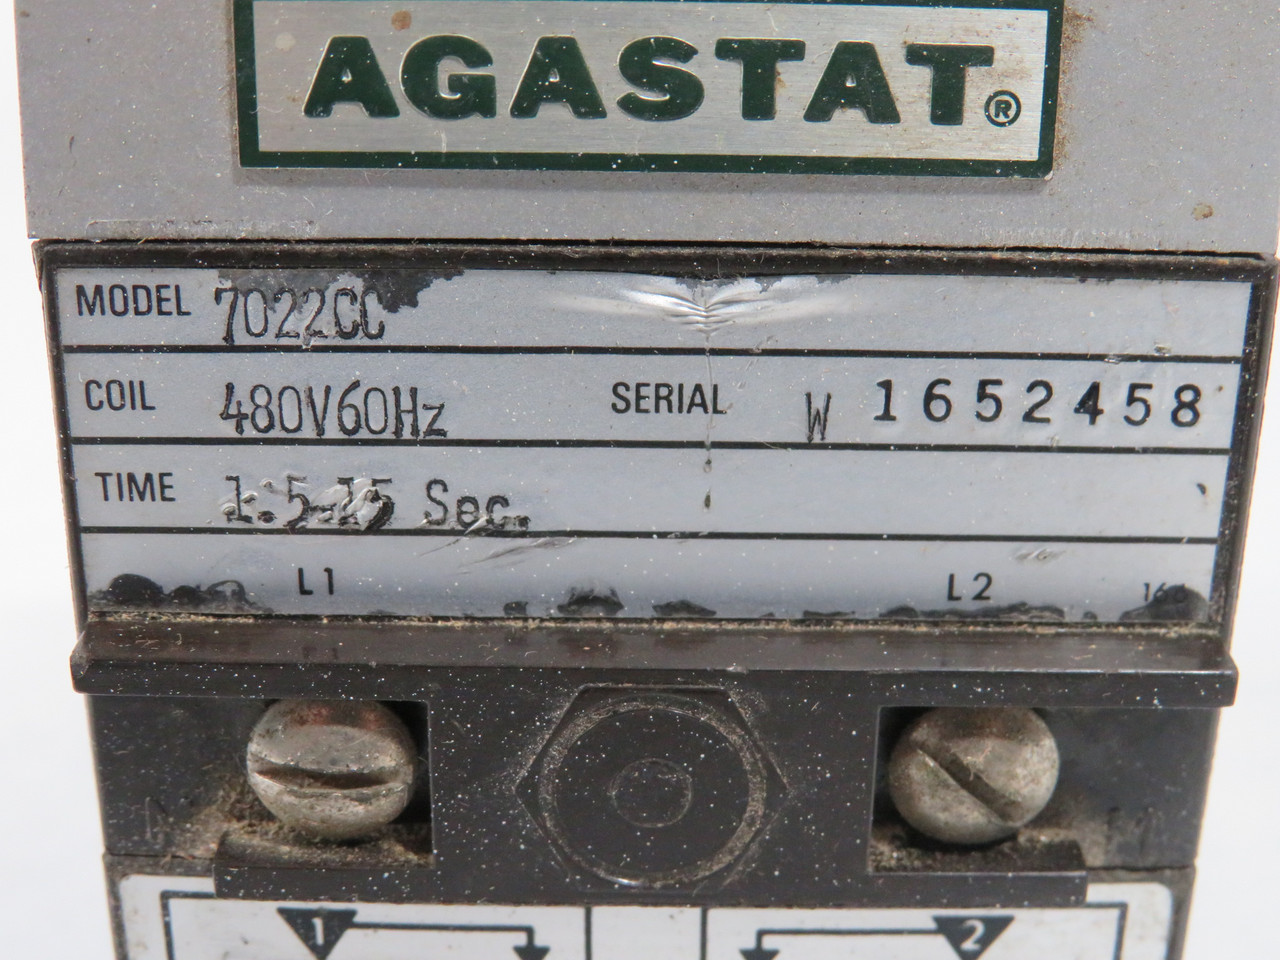 AGASTAT®
MODEL 7022CC
COIL 480V60Hz SERIAL W 1652458
TIME 1.5-15 Sec.
L1 L2
1 2